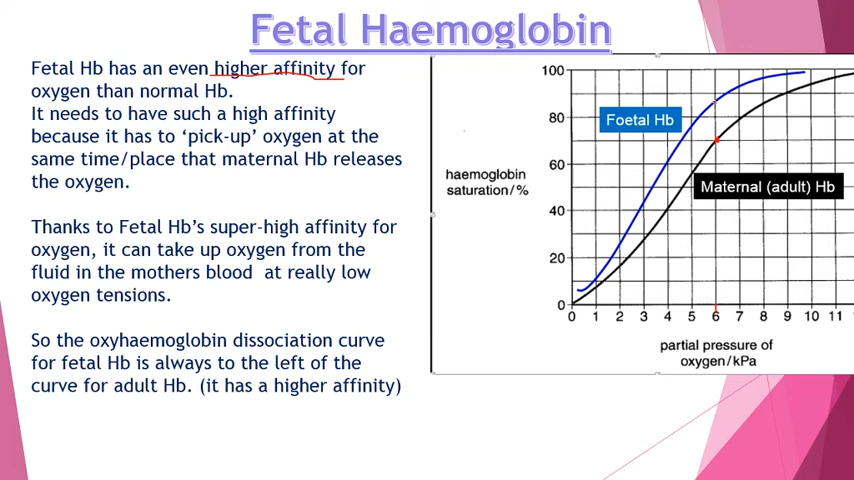 Fetal Haemoglobin
Fetal Hb has an even higher affinity for
oxygen than normal Hb.
It needs to have such a high affinity
because it has to ‘pick-up’ oxygen at the
same time/place that maternal Hb releases
the oxygen.
Thanks to Fetal Hb’s super-high affinity for
oxygen, it can take up oxygen from the
fluid in the mothers blood at really low
oxygen tensions.
So the oxyhaemoglobin dissociation curve
for fetal Hb is always to the left of the
curve for adult Hb. (it has a higher affinity)
100
80
60
40
20
0
haemoglobin
saturation/%
Foetal Hb
Maternal (adult) Hb
0 1 2 3 4 5 6 7 8 9 10 11
partial pressure of
oxygen/kPa